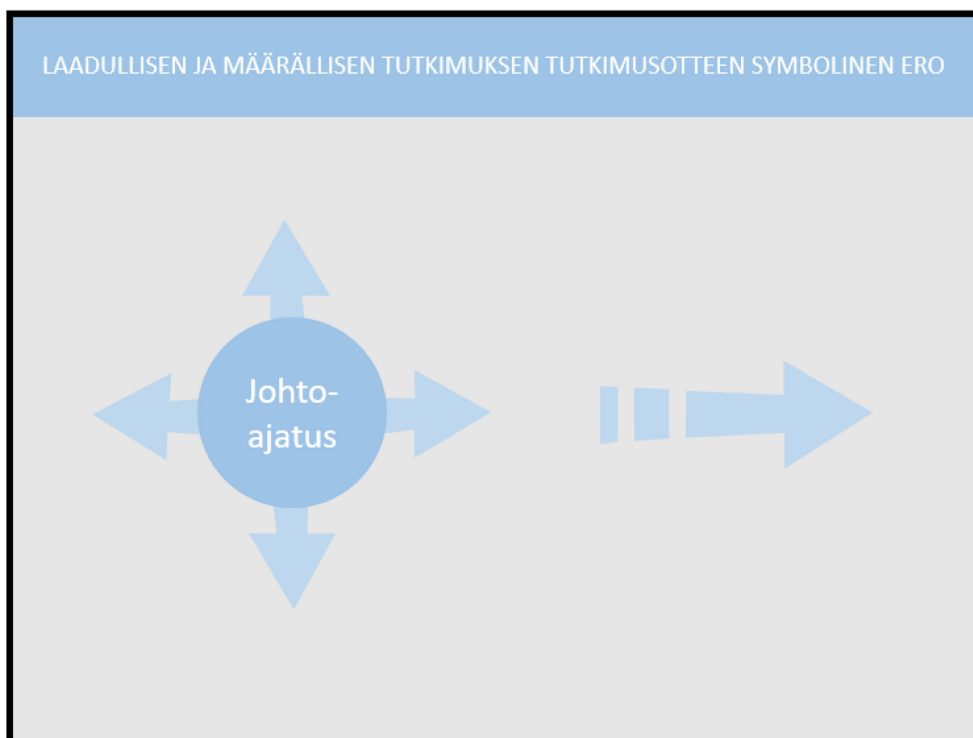 LAADULLISEN JA MÄÄRÄLLISEN TUTKIMUKSEN TUTKIMUSOTTEEN SYMBOLINEN ERO
Johto-
ajatus